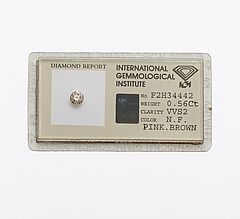 DIAMOND REPORT
INTERNATIONAL
GEMMOLOGICAL
INSTITUTE
No F2H34442
WEIGHT 0.56Ct
CLARITY VVS2
COLOR N.F.
PINK.BROWN